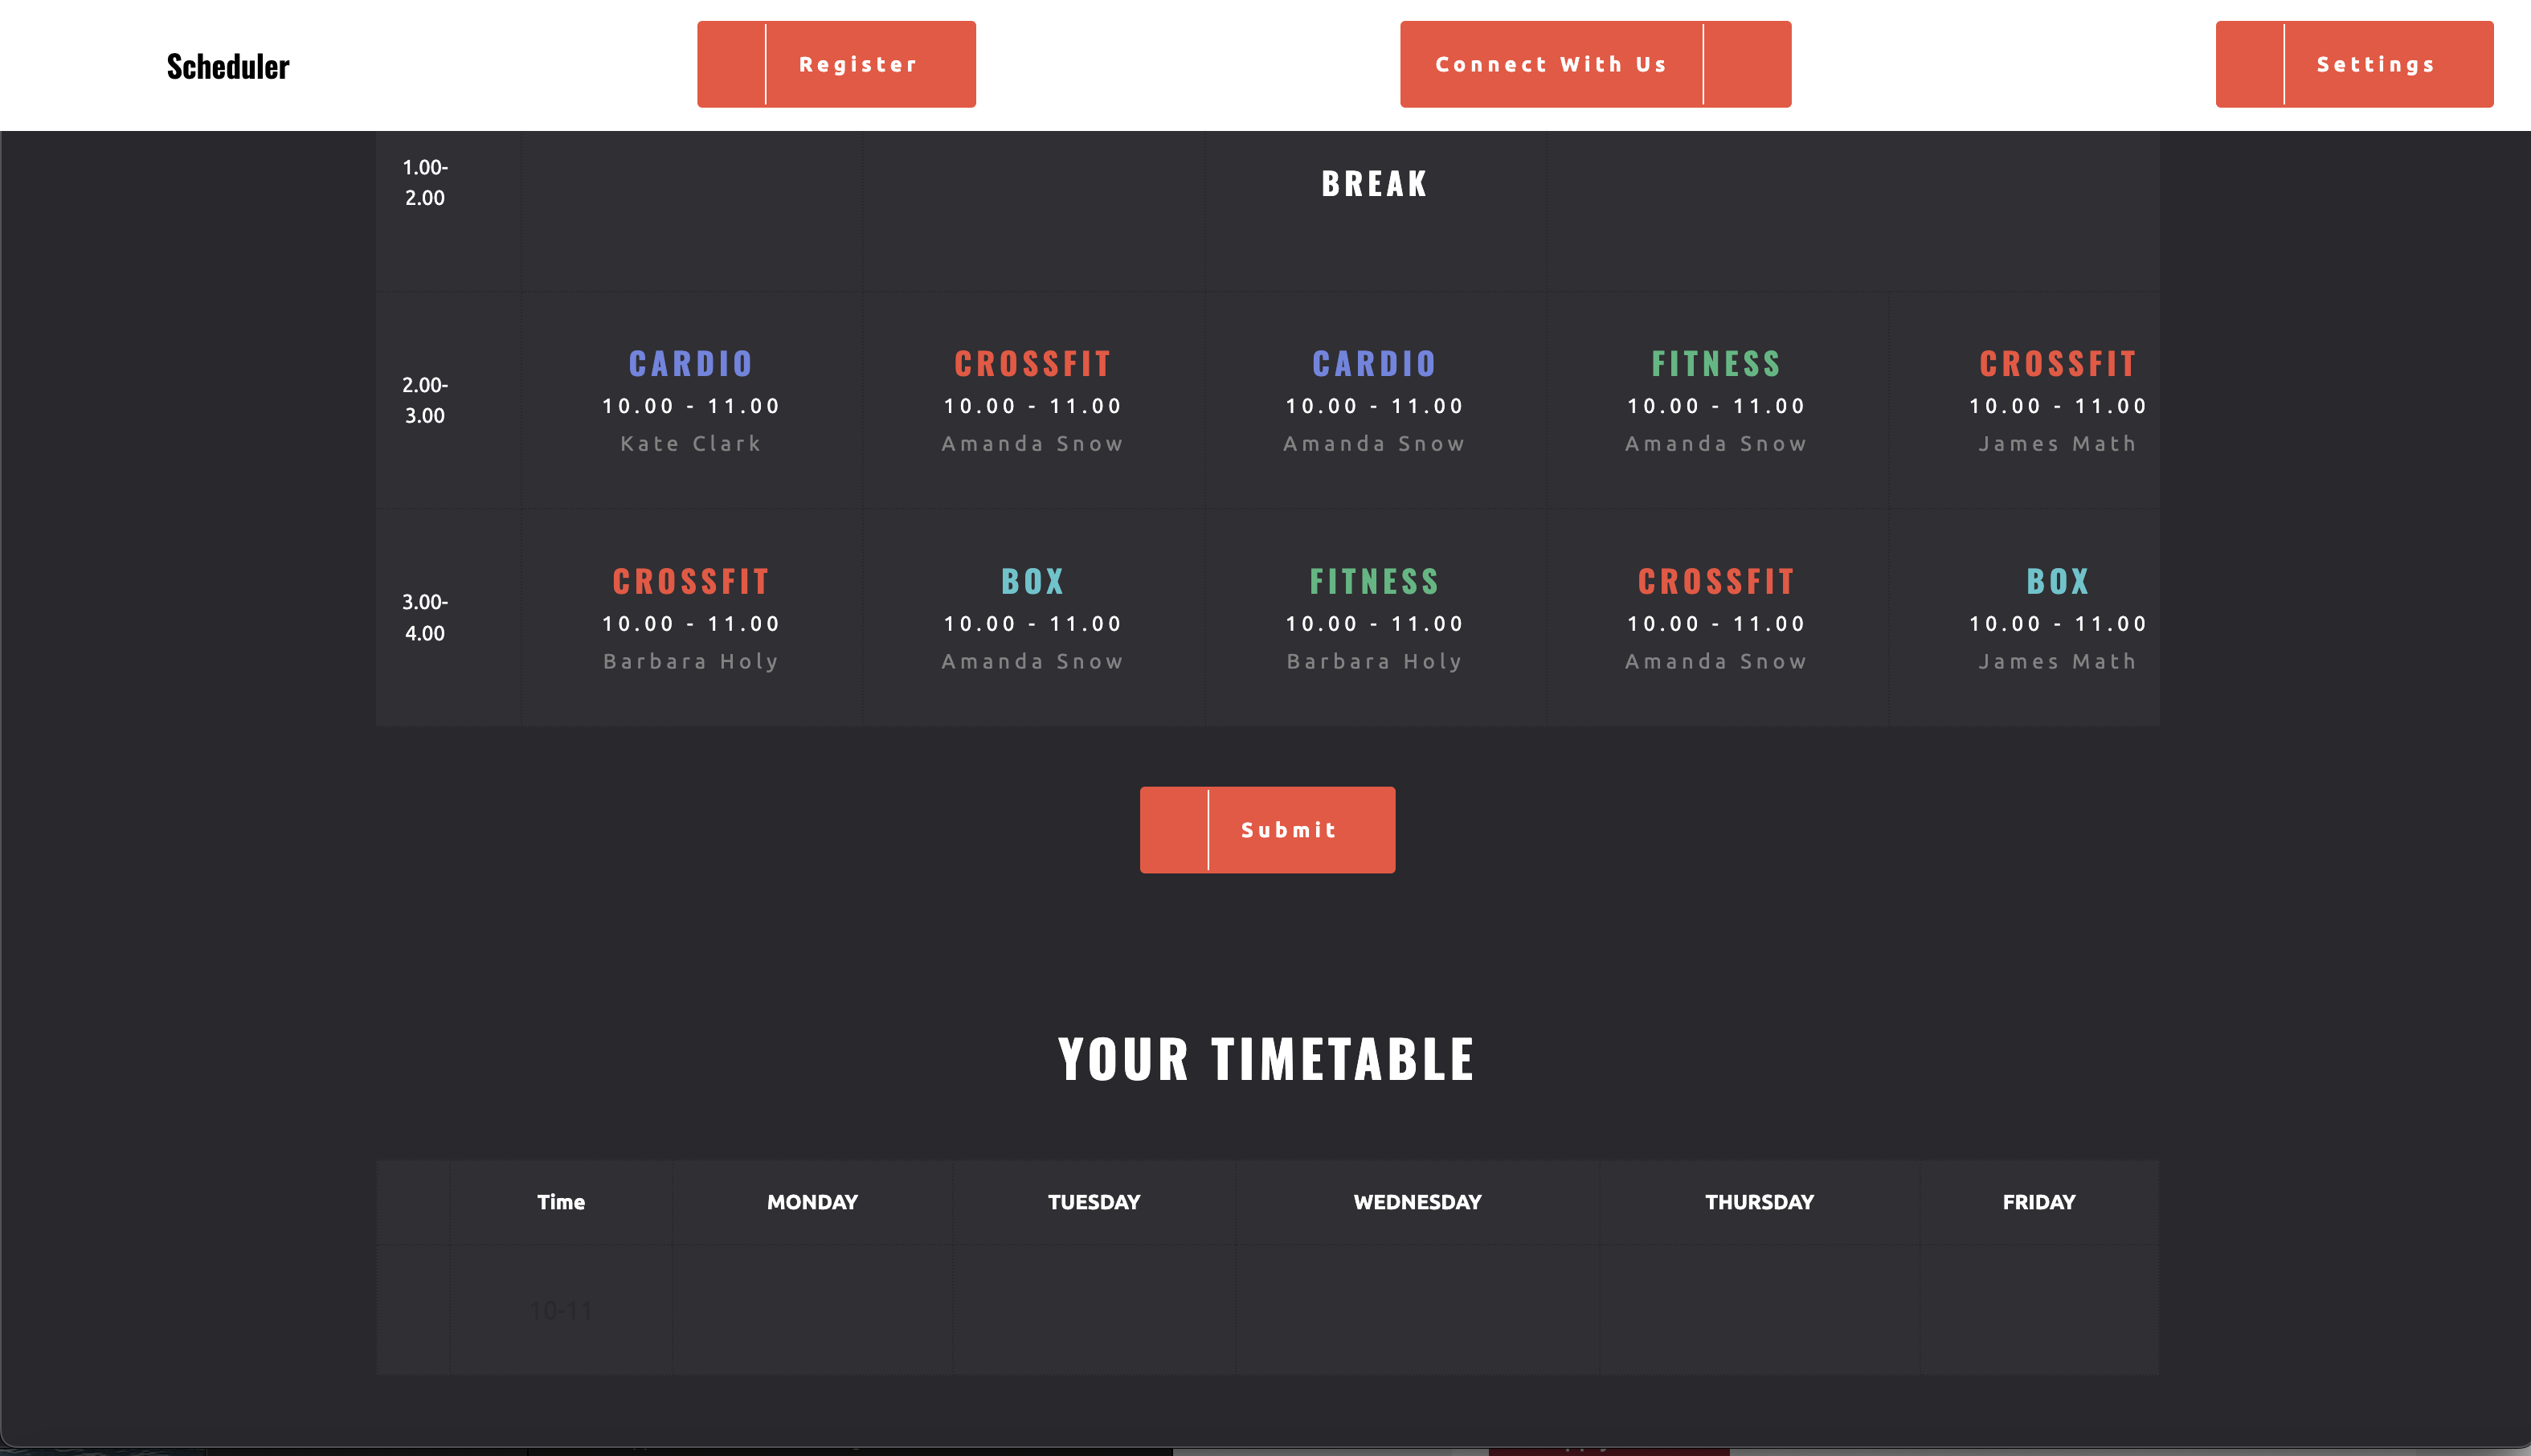 Scheduler
Register
Connect With Us
Settings
1.00-
2.00
BREAK
2.00-
3.00
CARDIO
10.00 - 11.00
Kate Clark
CROSSFIT
10.00 - 11.00
Amanda Snow
CARDIO
10.00 - 11.00
Amanda Snow
FITNESS
10.00 - 11.00
Amanda Snow
CROSSFIT
10.00 - 11.00
James Math
3.00-
4.00
CROSSFIT
10.00 - 11.00
Barbara Holy
BOX
10.00 - 11.00
Amanda Snow
FITNESS
10.00 - 11.00
Barbara Holy
CROSSFIT
10.00 - 11.00
Amanda Snow
BOX
10.00 - 11.00
James Math
Submit
YOUR TIMETABLE
Time MONDAY TUESDAY WEDNESDAY THURSDAY FRIDAY
10-11